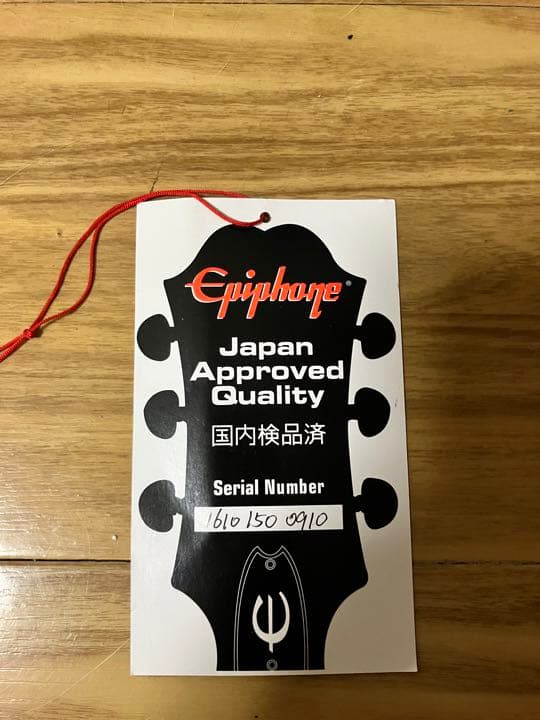 Epiphone®
Japan
Approved
Quality
国内検品済
Serial Number
1610150 0910